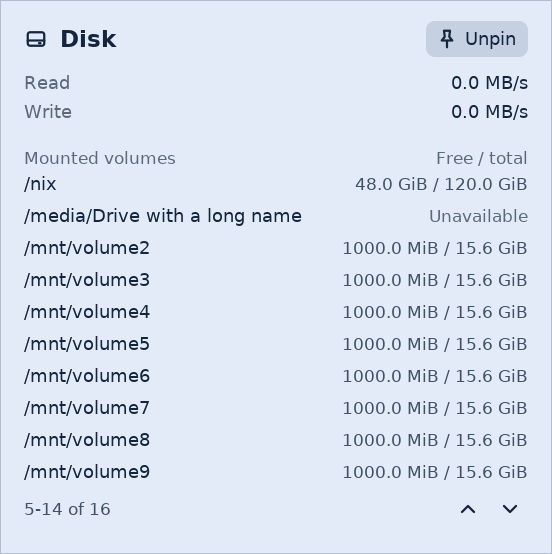 Disk
Unpin
Read 0.0 MB/s
Write 0.0 MB/s
Mounted volumes Free / total
/nix 48.0 GiB / 120.0 GiB
/media/Drive with a long name Unavailable
/mnt/volume2 1000.0 MiB / 15.6 GiB
/mnt/volume3 1000.0 MiB / 15.6 GiB
/mnt/volume4 1000.0 MiB / 15.6 GiB
/mnt/volume5 1000.0 MiB / 15.6 GiB
/mnt/volume6 1000.0 MiB / 15.6 GiB
/mnt/volume7 1000.0 MiB / 15.6 GiB
/mnt/volume8 1000.0 MiB / 15.6 GiB
/mnt/volume9 1000.0 MiB / 15.6 GiB
5-14 of 16